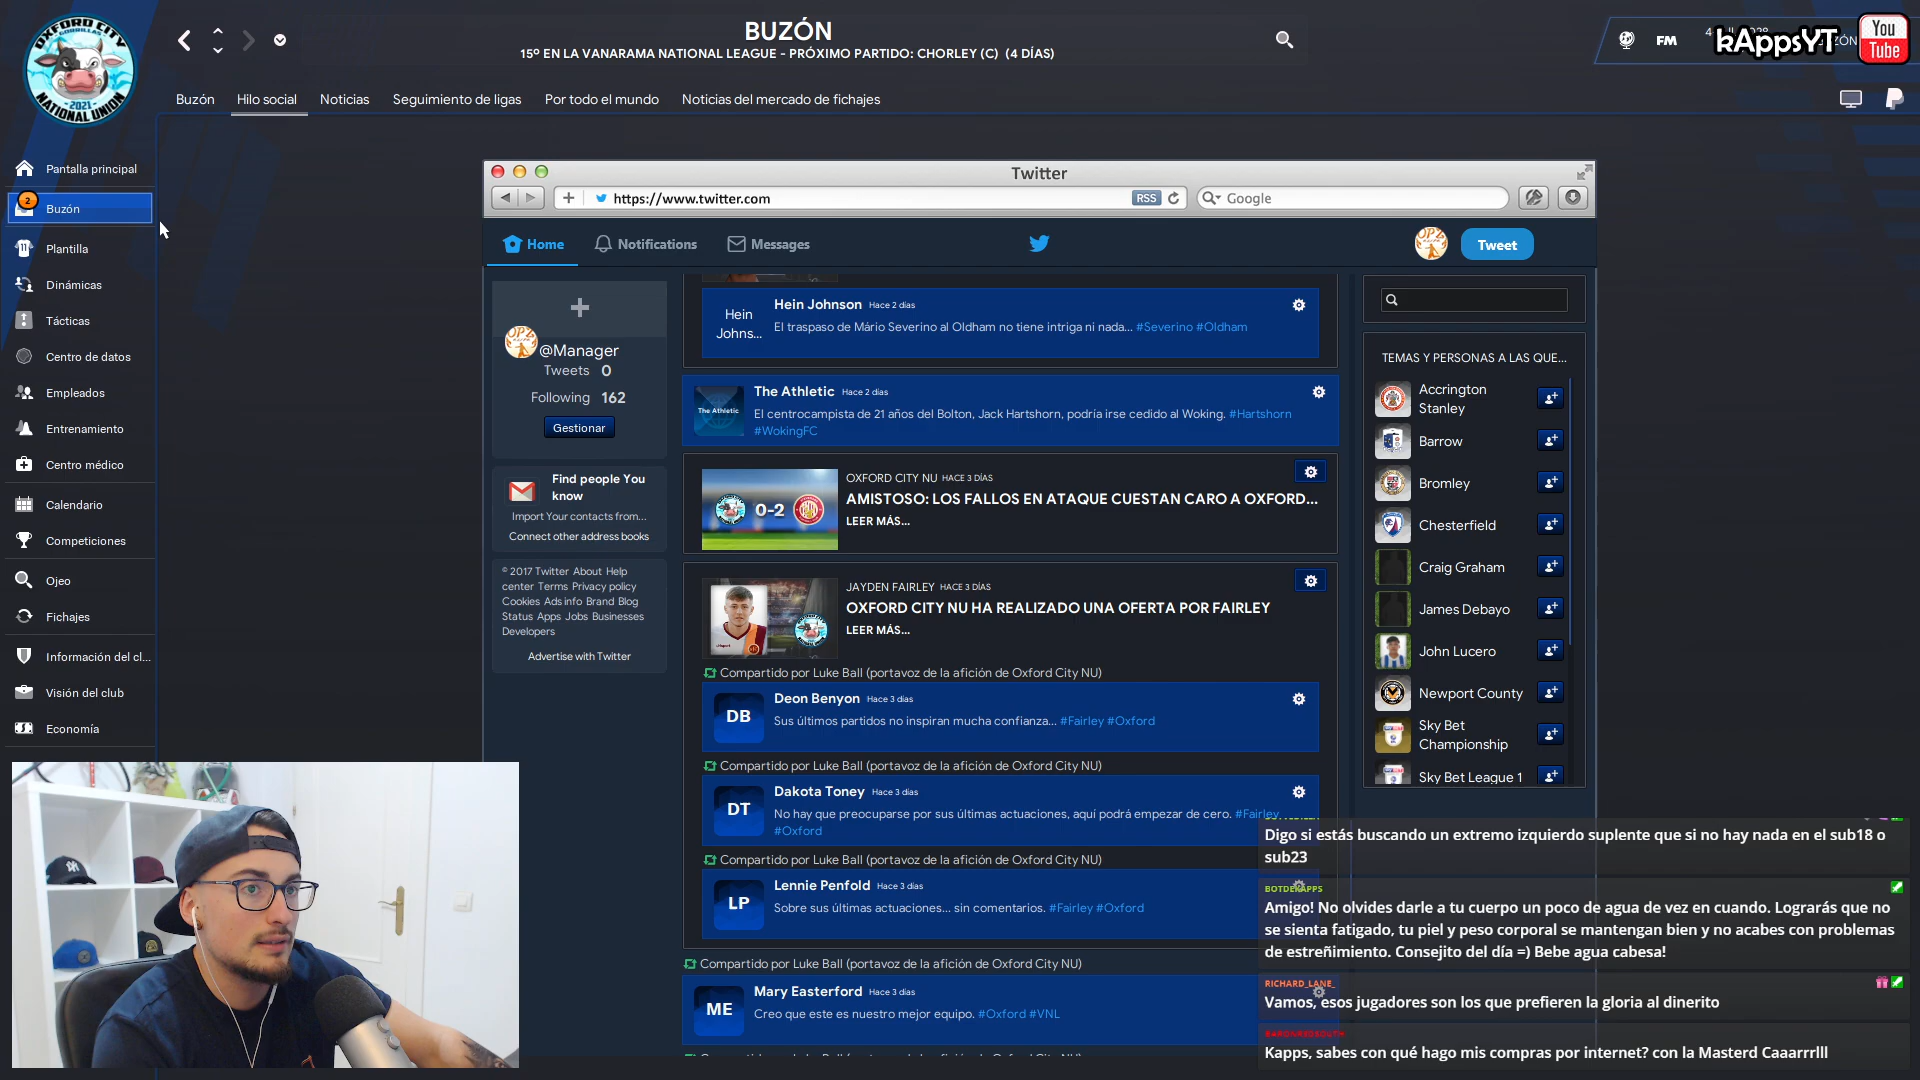 OXFORD CITY
GORRILLAS
2021
NATIONAL UNION
BUZÓN
15º EN LA VANARAMA NATIONAL LEAGUE - PRÓXIMO PARTIDO: CHORLEY (C) (4 DÍAS)
FM
kAppsYT
You
Tube
Buzón
Hilo social
Noticias
Seguimiento de ligas
Por todo el mundo
Noticias del mercado de fichajes
Pantalla principal
2
Buzón
Plantilla
Dinámicas
Tácticas
Centro de datos
Empleados
Entrenamiento
Centro médico
Calendario
Competiciones
Ojeo
Fichajes
Información del cl...
Visión del club
Economía
Twitter
https://www.twitter.com
RSS
Google
Home
Notifications
Messages
Tweet
@Manager
Tweets 0
Following 162
Gestionar
Find people You
know
Import Your contacts from...
Connect other address books
© 2017 Twitter About Help
center Terms Privacy policy
Cookies Ads info Brand Blog
Status Apps Jobs Businesses
Developers
Advertise with Twitter
Hein
Johns...
Hein Johnson Hace 2 días
El traspaso de Mário Severino al Oldham no tiene intriga ni nada... #Severino #Oldham
The Athletic
The Athletic Hace 2 días
El centrocampista de 21 años del Bolton, Jack Hartshorn, podría irse cedido al Woking. #Hartshorn
#WokingFC
0-2
OXFORD CITY NU HACE 3 DÍAS
AMISTOSO: LOS FALLOS EN ATAQUE CUESTAN CARO A OXFORD...
LEER MÁS...
JAYDEN FAIRLEY HACE 3 DÍAS
OXFORD CITY NU HA REALIZADO UNA OFERTA POR FAIRLEY
LEER MÁS...
Compartido por Luke Ball (portavoz de la afición de Oxford City NU)
DB
Deon Benyon Hace 3 días
Sus últimos partidos no inspiran mucha confianza... #Fairley #Oxford
Compartido por Luke Ball (portavoz de la afición de Oxford City NU)
DT
Dakota Toney Hace 3 días
No hay que preocuparse por sus últimas actuaciones, aquí podrá empezar de cero. #Fairley
#Oxford
Compartido por Luke Ball (portavoz de la afición de Oxford City NU)
LP
Lennie Penfold Hace 3 días
Sobre sus últimas actuaciones... sin comentarios. #Fairley #Oxford
Compartido por Luke Ball (portavoz de la afición de Oxford City NU)
ME
Mary Easterford Hace 3 días
Creo que este es nuestro mejor equipo. #Oxford #VNL
TEMAS Y PERSONAS A LAS QUE...
Accrington
Stanley
Barrow
Bromley
Chesterfield
Craig Graham
James Debayo
John Lucero
Newport County
Sky Bet
Championship
Sky Bet League 1
Digo si estás buscando un extremo izquierdo suplente que si no hay nada en el sub18 o
sub23
BOTDEKAPPS
Amigo! No olvides darle a tu cuerpo un poco de agua de vez en cuando. Lograrás que no
se sienta fatigado, tu piel y peso corporal se mantengan bien y no acabes con problemas
de estreñimiento. Consejito del día =) Bebe agua cabesa!
RICHARD_LANE_
Vamos, esos jugadores son los que prefieren la gloria al dinerito
Kapps, sabes con qué hago mis compras por internet? con la Masterd Caaarrrlll